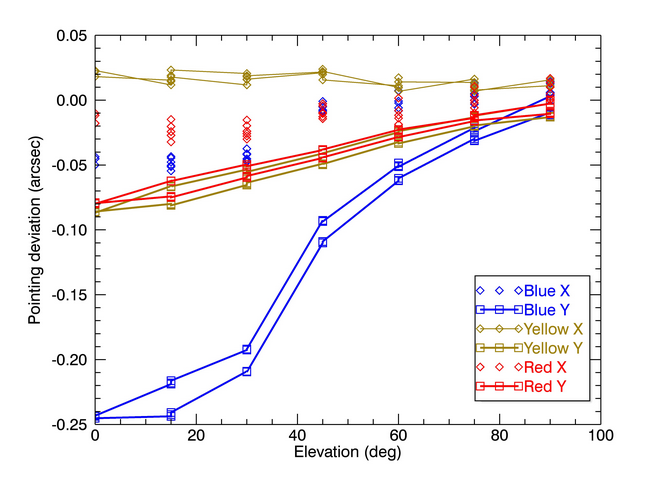 0.05
0.00
-0.05
-0.10
-0.15
-0.20
-0.25
Pointing deviation (arcsec)
Blue X
Blue Y
Yellow X
Yellow Y
Red X
Red Y
0 20 40 60 80 100
Elevation (deg)